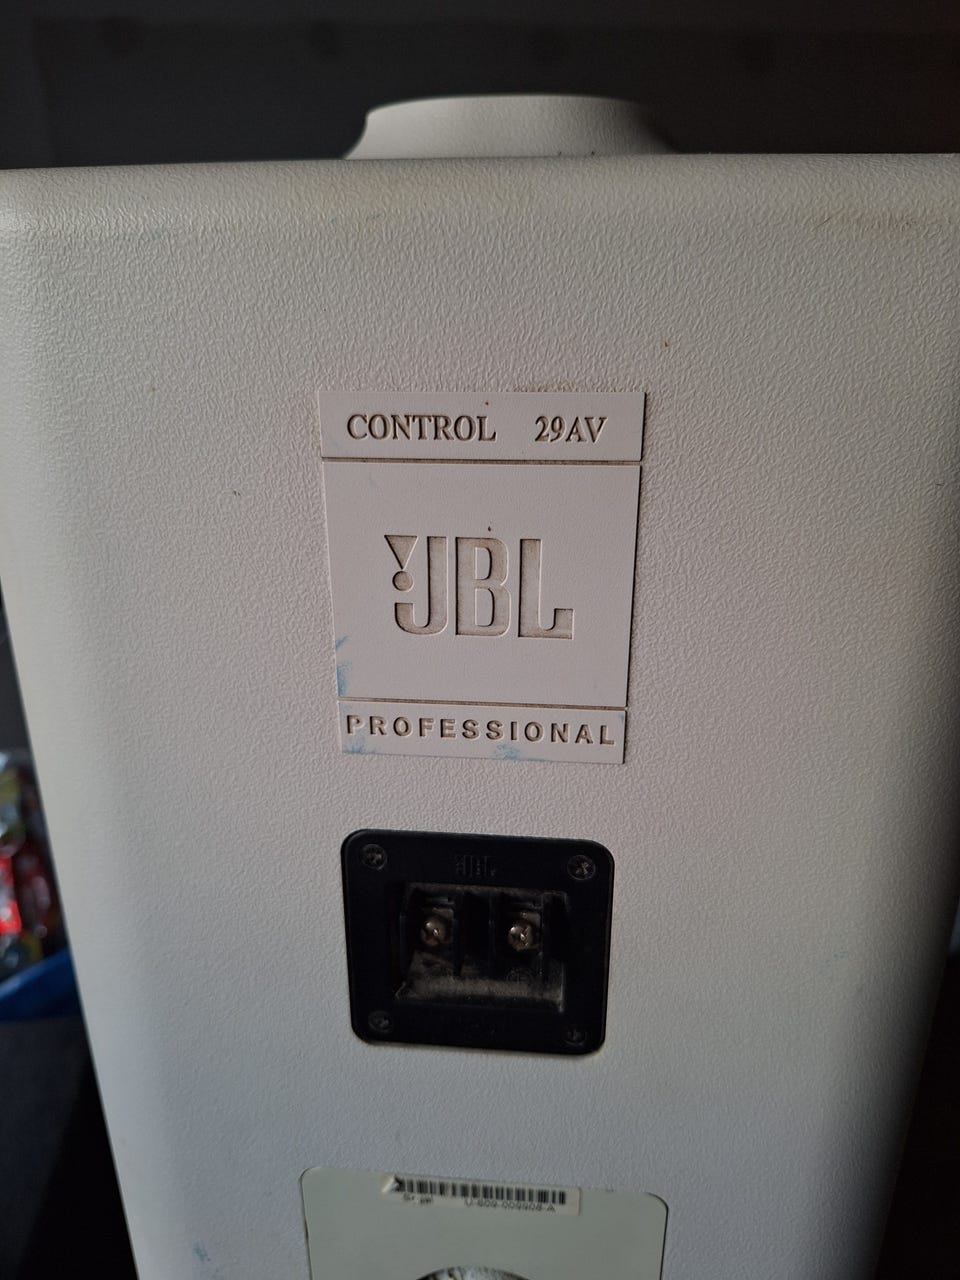 CONTROL 29AV
JBL
PROFESSIONAL
JBL